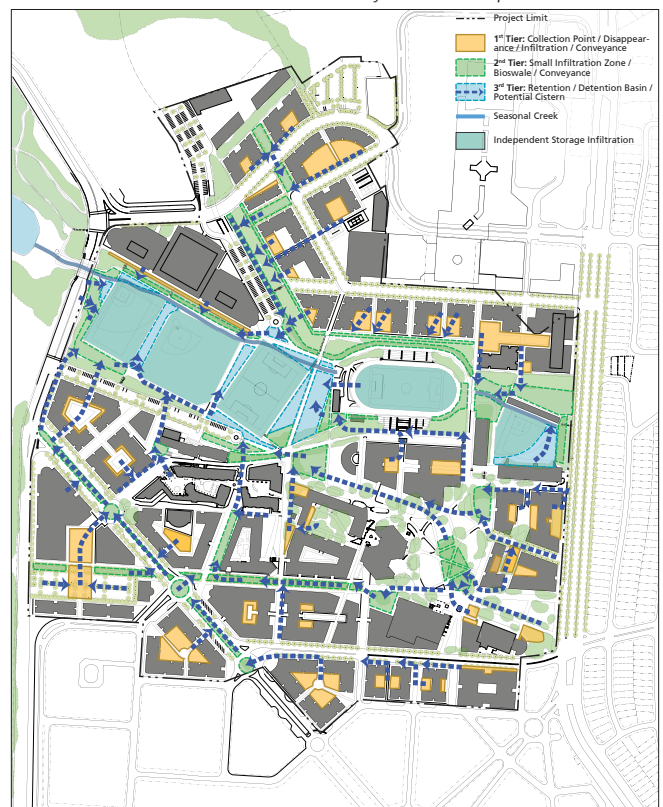 Project Limit
1st Tier: Collection Point / Disappear-
ance / Infiltration / Conveyance
2nd Tier: Small Infiltration Zone /
Bioswale / Conveyance
3rd Tier: Retention / Detention Basin /
Potential Cistern
Seasonal Creek
Independent Storage Infiltration